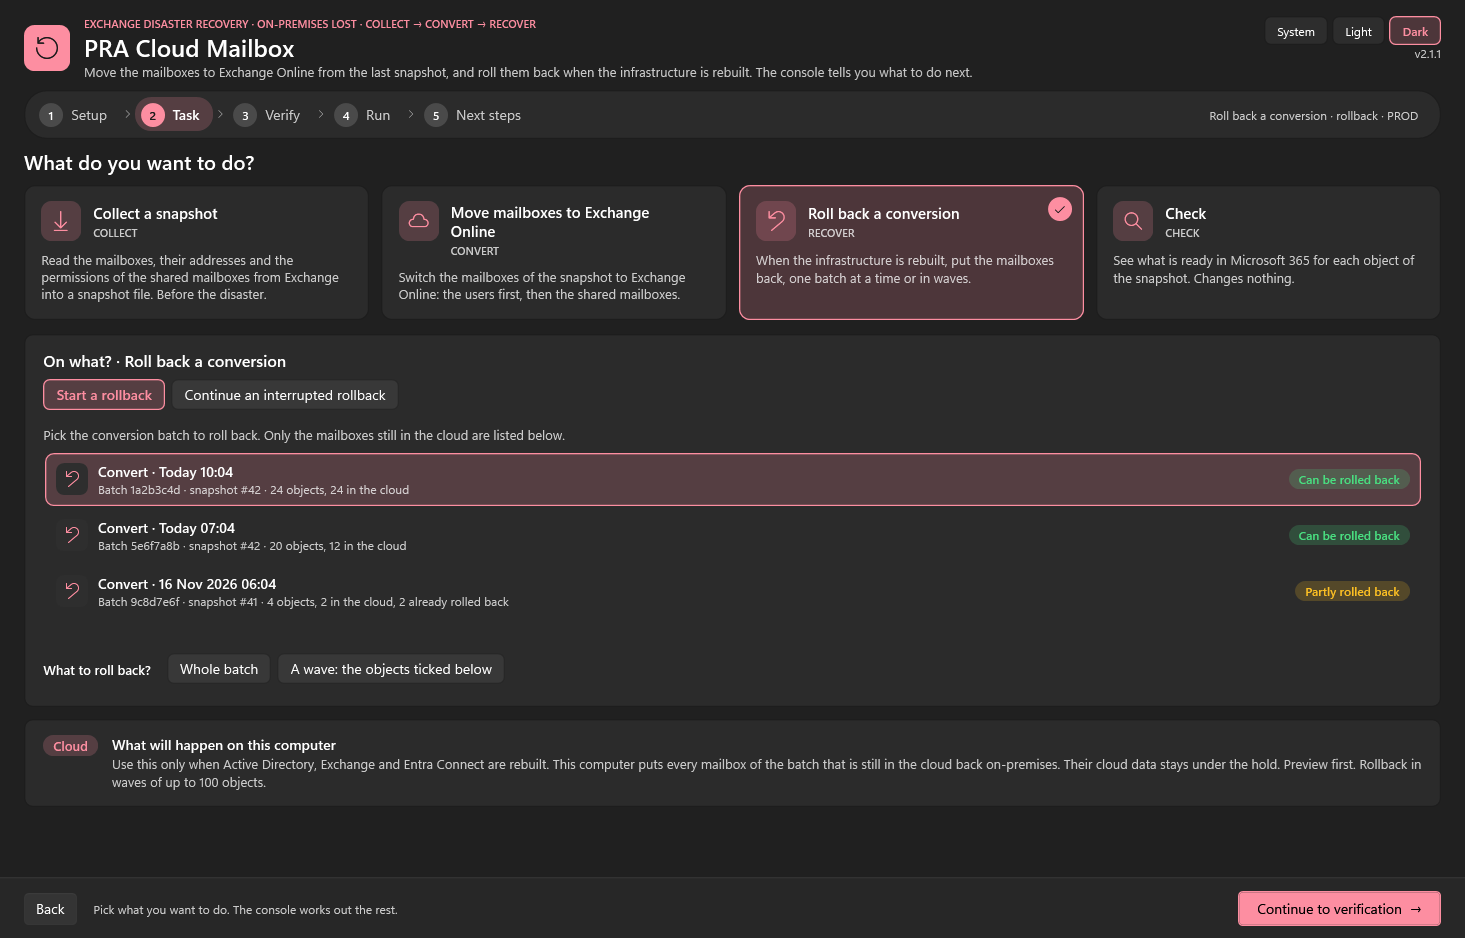 EXCHANGE DISASTER RECOVERY · ON-PREMISES LOST · COLLECT → CONVERT → RECOVER
PRA Cloud Mailbox
Move the mailboxes to Exchange Online from the last snapshot, and roll them back when the infrastructure is rebuilt. The console tells you what to do next.
System
Light
Dark
v2.1.1
1 Setup
2 Task
3 Verify
4 Run
5 Next steps
Roll back a conversion · rollback · PROD
What do you want to do?
Collect a snapshot
COLLECT
Read the mailboxes, their addresses and the
permissions of the shared mailboxes from Exchange
into a snapshot file. Before the disaster.
Move mailboxes to Exchange
Online
CONVERT
Switch the mailboxes of the snapshot to Exchange
Online: the users first, then the shared mailboxes.
Roll back a conversion
RECOVER
When the infrastructure is rebuilt, put the mailboxes
back, one batch at a time or in waves.
Check
CHECK
See what is ready in Microsoft 365 for each object of
the snapshot. Changes nothing.
On what? · Roll back a conversion
Start a rollback
Continue an interrupted rollback
Pick the conversion batch to roll back. Only the mailboxes still in the cloud are listed below.
Convert · Today 10:04
Batch 1a2b3c4d · snapshot #42 · 24 objects, 24 in the cloud
Can be rolled back
Convert · Today 07:04
Batch 5e6f7a8b · snapshot #42 · 20 objects, 12 in the cloud
Can be rolled back
Convert · 16 Nov 2026 06:04
Batch 9c8d7e6f · snapshot #41 · 4 objects, 2 in the cloud, 2 already rolled back
Partly rolled back
What to roll back?
Whole batch
A wave: the objects ticked below
Cloud
What will happen on this computer
Use this only when Active Directory, Exchange and Entra Connect are rebuilt. This computer puts every mailbox of the batch that is still in the cloud back on-premises. Their cloud data stays under the hold. Preview first. Rollback in
waves of up to 100 objects.
Back
Pick what you want to do. The console works out the rest.
Continue to verification →